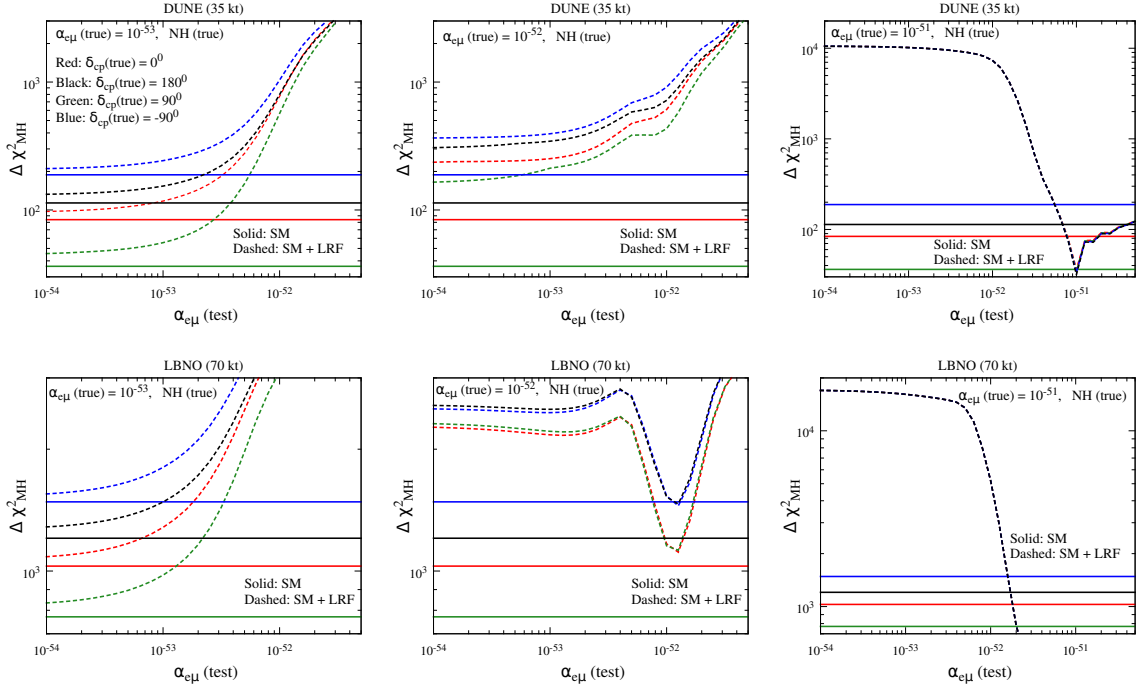 DUNE (35 kt)
α_eμ (true) = 10^-53, NH (true)
Red: δ_cp(true) = 0^0
Black: δ_cp(true) = 180^0
Green: δ_cp(true) = 90^0
Blue: δ_cp(true) = -90^0
Solid: SM
Dashed: SM + LRF
Δ χ^2_MH
10^3
10^2
10^-54 10^-53 10^-52
α_eμ (test)
DUNE (35 kt)
α_eμ (true) = 10^-52, NH (true)
Solid: SM
Dashed: SM + LRF
Δ χ^2_MH
10^3
10^2
10^-54 10^-53 10^-52
α_eμ (test)
DUNE (35 kt)
α_eμ (true) = 10^-51, NH (true)
Solid: SM
Dashed: SM + LRF
Δ χ^2_MH
10^4
10^3
10^2
10^-54 10^-53 10^-52 10^-51
α_eμ (test)
LBNO (70 kt)
α_eμ (true) = 10^-53, NH (true)
Solid: SM
Dashed: SM + LRF
Δ χ^2_MH
10^3
10^-54 10^-53 10^-52
α_eμ (test)
LBNO (70 kt)
α_eμ (true) = 10^-52, NH (true)
Solid: SM
Dashed: SM + LRF
Δ χ^2_MH
10^3
10^-54 10^-53 10^-52
α_eμ (test)
LBNO (70 kt)
α_eμ (true) = 10^-51, NH (true)
Solid: SM
Dashed: SM + LRF
Δ χ^2_MH
10^4
10^3
10^-54 10^-53 10^-52 10^-51
α_eμ (test)